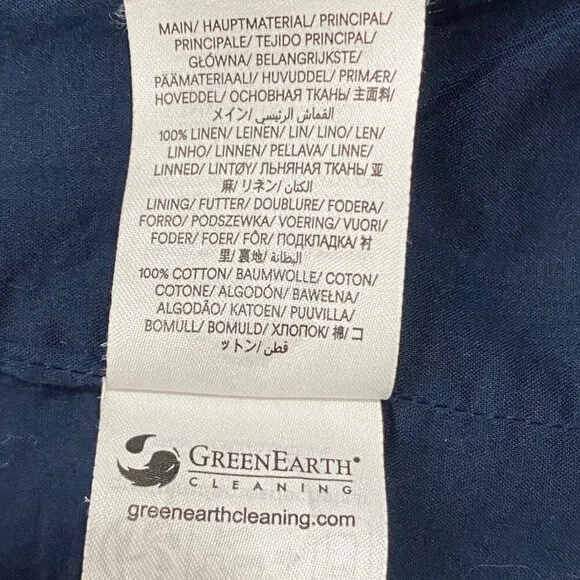 MAIN/ HAUPTMATERIAL/ PRINCIPAL/
PRINCIPALE/ TEJIDO PRINCIPAL/
GŁÓWNA/ BELANGRIJKSTE/
PÄÄMATERIAALI/ HUVUDDEL/ PRIMÆR/
HOVEDDEL/ ОСНОВНАЯ ТКАНЬ/ 主面料/
メイン/ القماش الرئيسي/
100% LINEN/ LEINEN/ LIN/ LINO/ LEN/
LINHO/ LINNEN/ PELLAVA/ LINNE/
LINNED/ LINTØY/ ЛЬНЯНАЯ ТКАНЬ/ 亚
麻/ リネン/ الكتان/
LINING/ FUTTER/ DOUBLURE/ FODERA/
FORRO/ PODSZEWKA/ VOERING/ VUORI/
FODER/ FOER/ FÔR/ ПОДКЛАДКА/ 衬
里/ 裏地/ البطانة/
100% COTTON/ BAUMWOLLE/ COTON/
COTONE/ ALGODÓN/ BAWEŁNA/
ALGODÃO/ KATOEN/ PUUVILLA/
BOMULL/ BOMULD/ ХЛОПОК/ 棉/ コ
ットン/ قطن/
GREENEARTH®
CLEANING
greenearthcleaning.com